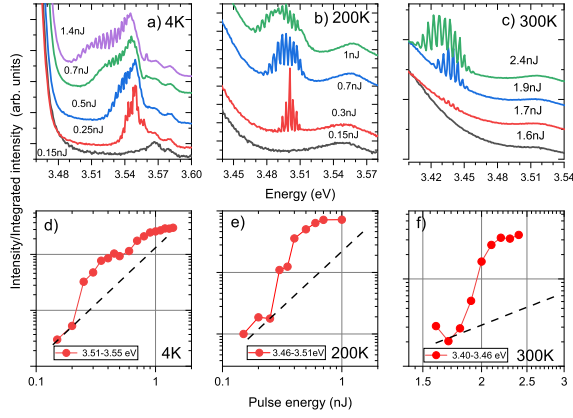 a) 4K
1.4nJ
0.7nJ
0.5nJ
0.25nJ
0.15nJ
3.48 3.51 3.54 3.57 3.60
b) 200K
1nJ
0.7nJ
0.3nJ
0.15nJ
3.45 3.48 3.51 3.54 3.57
c) 300K
2.4nJ
1.9nJ
1.7nJ
1.6nJ
3.42 3.45 3.48 3.51 3.54
Energy (eV)
Intensity/Integrated intensity (arb. units)
d)
3.51-3.55 eV
4K
0.1 1
e)
3.46-3.51eV
200K
0.1 1
f)
3.40-3.46 eV
300K
1.5 2 2.5 3
Pulse energy (nJ)